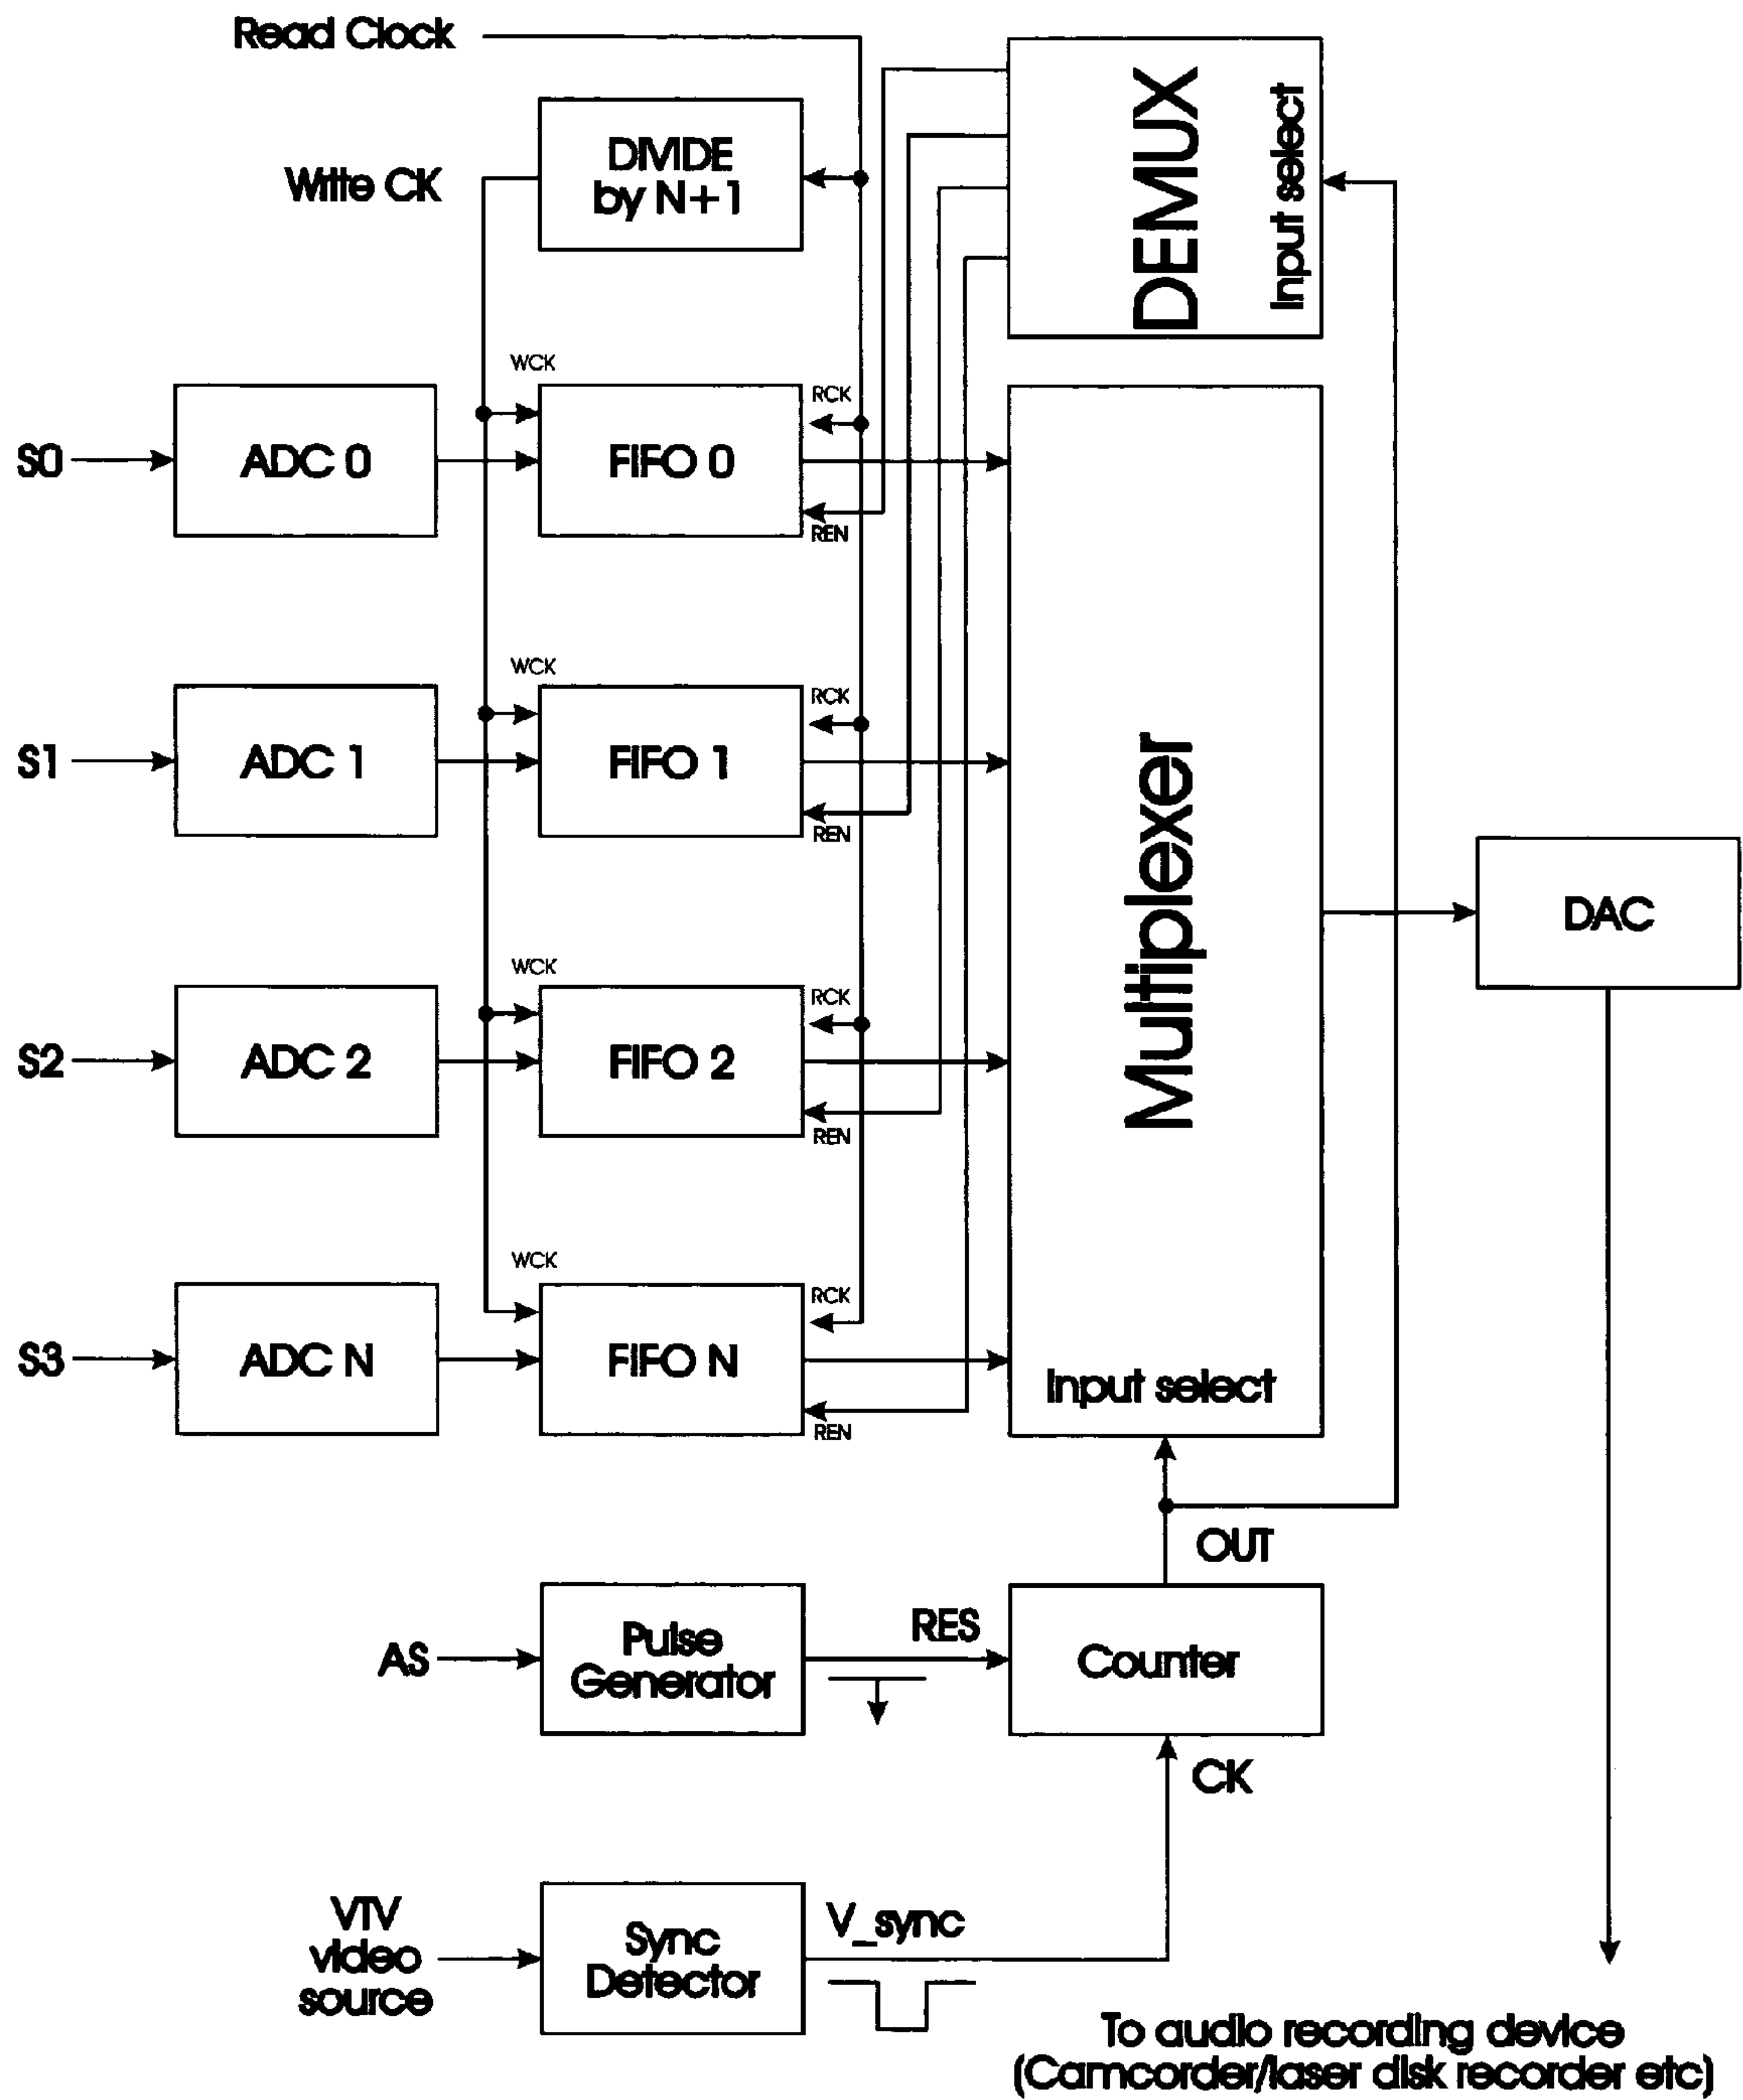 Read Clock
DIVIDE
by N+1
Write CK
DEMUX
Input select
WCK
RCK
S0
ADC 0
FIFO 0
REN
WCK
RCK
S1
ADC 1
FIFO 1
REN
Multiplexer
DAC
WCK
RCK
S2
ADC 2
FIFO 2
REN
WCK
RCK
S3
ADC N
FIFO N
Input select
REN
OUT
AS
Pulse
Generator
RES
Counter
CK
VTV
video
source
Sync
Detector
V_sync
To audio recording device
(Camcorder/laser disk recorder etc)